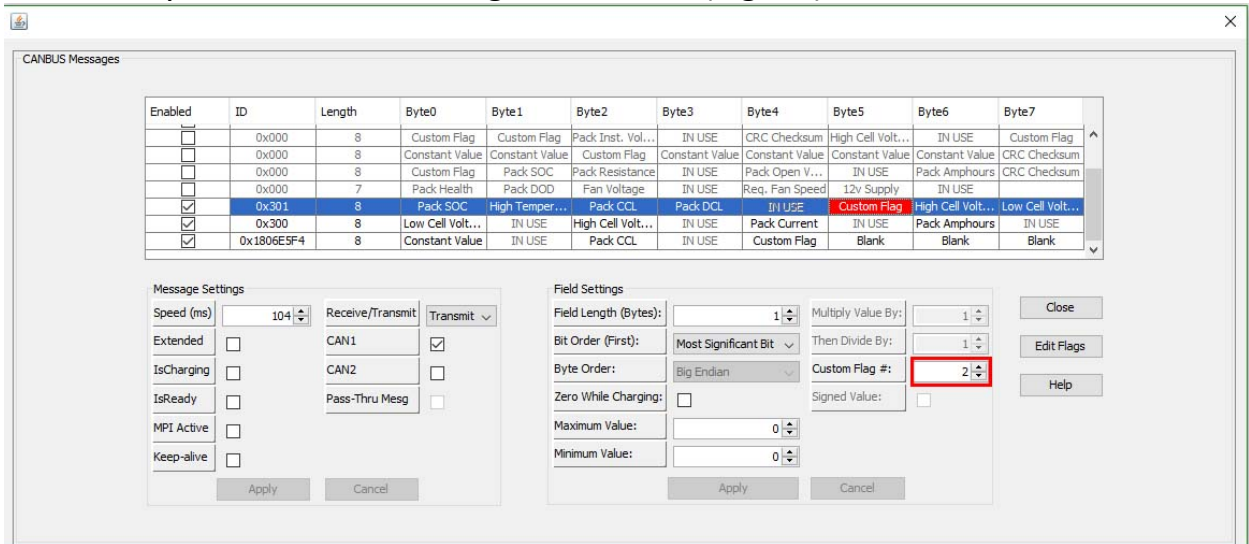 CANBUS Messages
Enabled ID Length Byte0 Byte1 Byte2 Byte3 Byte4 Byte5 Byte6 Byte7
0x000 8 Custom Flag Custom Flag Pack Inst. Vol... IN USE CRC Checksum High Cell Volt... IN USE Custom Flag
0x000 8 Constant Value Constant Value Custom Flag Constant Value Constant Value Constant Value Constant Value CRC Checksum
0x000 8 Custom Flag Pack SOC Pack Resistance IN USE Pack Open V... IN USE Pack Amphours CRC Checksum
0x000 7 Pack Health Pack DOD Fan Voltage IN USE Req. Fan Speed 12v Supply IN USE
0x301 8 Pack SOC High Temper... Pack CCL Pack DCL IN USE Custom Flag High Cell Volt... Low Cell Volt...
0x300 8 Low Cell Volt... IN USE High Cell Volt... IN USE Pack Current IN USE Pack Amphours IN USE
0x1806E5F4 8 Constant Value IN USE Pack CCL IN USE Custom Flag Blank Blank Blank
Message Settings
Speed (ms) 104 Receive/Transmit Transmit
Extended CAN1
IsCharging CAN2
IsReady Pass-Thru Mesg
MPI Active
Keep-alive
Apply Cancel
Field Settings
Field Length (Bytes): 1 Multiply Value By: 1
Bit Order (First): Most Significant Bit Then Divide By: 1
Byte Order: Big Endian Custom Flag #: 2
Zero While Charging: Signed Value:
Maximum Value: 0
Minimum Value: 0
Apply Cancel
Close
Edit Flags
Help